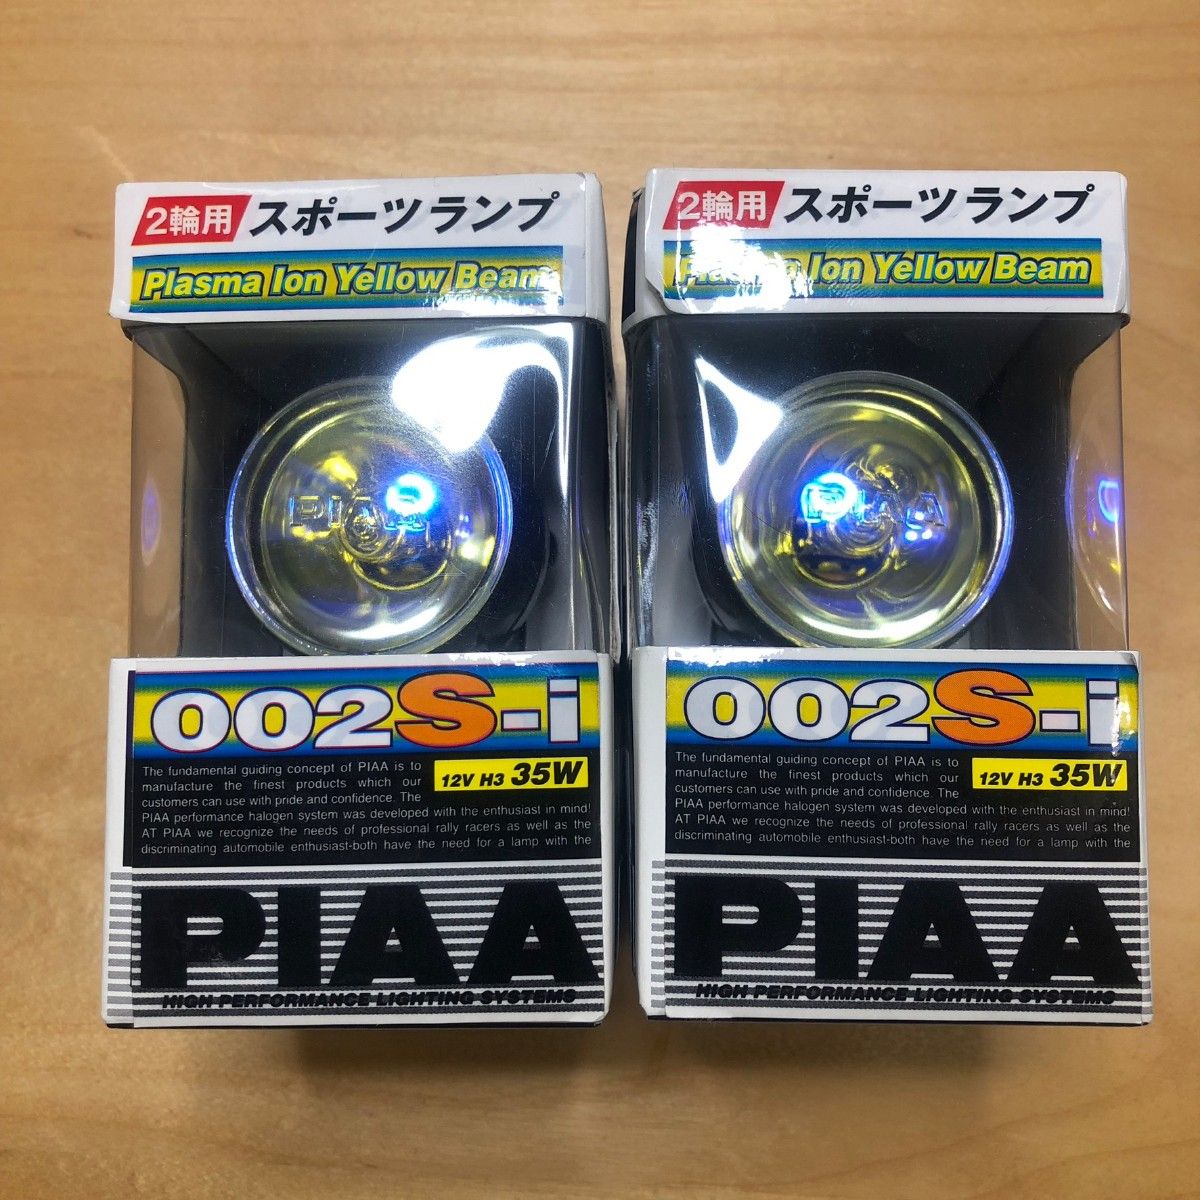 2輪用 スポーツランプ
Plasma Ion Yellow Beam
PIAA
002S-i
The fundamental guiding concept of PIAA is to
manufacture the finest products which our
customers can use with pride and confidence. The
PIAA performance halogen system was developed with the enthusiast in mind!
AT PIAA we recognize the needs of professional rally racers as well as the
discriminating automobile enthusiast-both have the need for a lamp with the
12V H3 35W
PIAA
HIGH PERFORMANCE LIGHTING SYSTEMS
2輪用 スポーツランプ
Plasma Ion Yellow Beam
PIAA
002S-i
The fundamental guiding concept of PIAA is to
manufacture the finest products which our
customers can use with pride and confidence. The
PIAA performance halogen system was developed with the enthusiast in mind!
AT PIAA we recognize the needs of professional rally racers as well as the
discriminating automobile enthusiast-both have the need for a lamp with the
12V H3 35W
PIAA
HIGH PERFORMANCE LIGHTING SYSTEMS